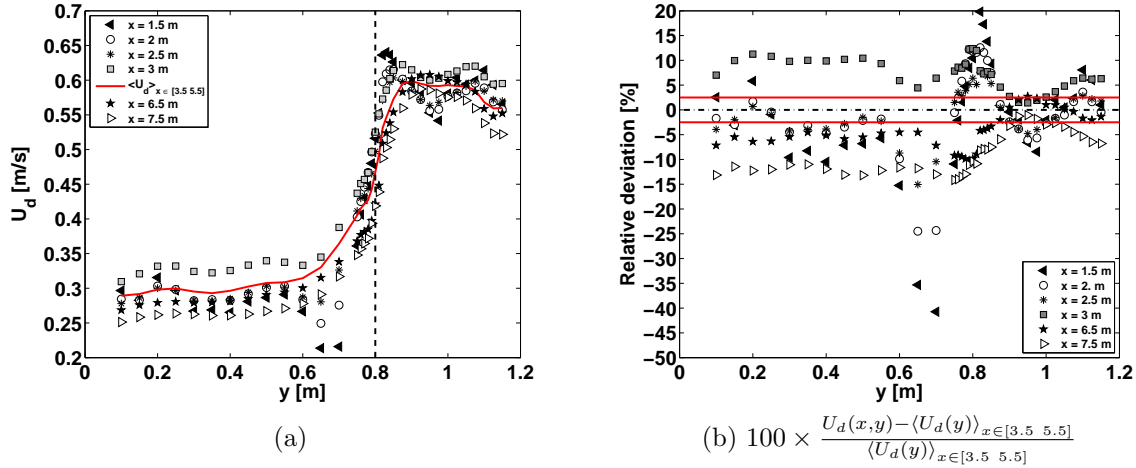 0.7
0.65
0.6
0.55
0.5
0.45
0.4
0.35
0.3
0.25
0.2
U_d [m/s]
x = 1.5 m
x = 2 m
x = 2.5 m
x = 3 m
<U_d>_{x ∈ [3.5 5.5]}
x = 6.5 m
x = 7.5 m
0 0.2 0.4 0.6 0.8 1 1.2
y [m]
(a)
20
15
10
5
0
−5
−10
−15
−20
−25
−30
−35
−40
−45
−50
Relative deviation [%]
x = 1.5 m
x = 2. m
x = 2.5 m
x = 3 m
x = 6.5 m
x = 7.5 m
0 0.2 0.4 0.6 0.8 1 1.2
y [m]
(b) 100 × \frac{U_d(x,y)−⟨U_d(y)⟩_{x∈[3.5 5.5]}}{⟨U_d(y)⟩_{x∈[3.5 5.5]}}